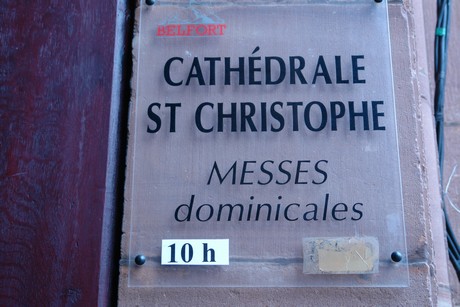 BELFORT
CATHÉDRALE
ST CHRISTOPHE
MESSES
dominicales
10 h